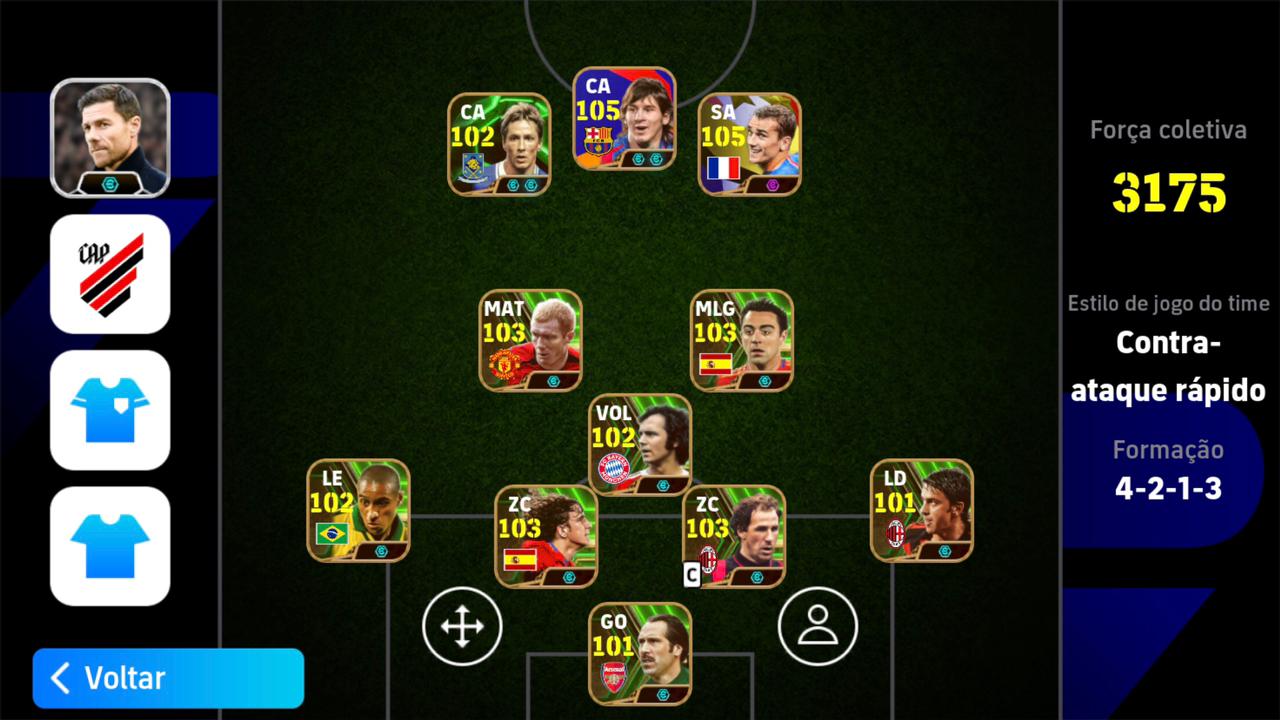 CA
102
CA
105
SA
105
CAP
MAT
103
MLG
103
VOL
102
LE
102
ZC
103
ZC
103
C
LD
101
GO
101
Arsenal
Voltar
Força coletiva
3175
Estilo de jogo do time
Contra-
ataque rápido
Formação
4-2-1-3